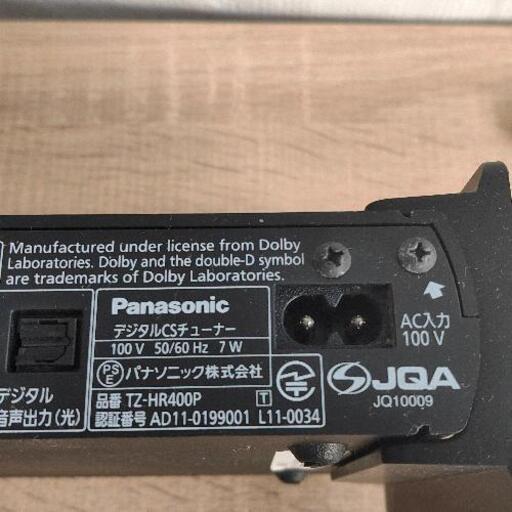 Manufactured under license from Dolby
Laboratories. Dolby and the double-D symbol
are trademarks of Dolby Laboratories.
Panasonic
デジタルCSチューナー
100 V 50/60 Hz 7 W
PSE パナソニック株式会社
品番 TZ-HR400P
T
認証番号 AD11-0199001 L11-0034
デジタル
音声出力(光)
AC入力
100 V
JQA
JQ10009